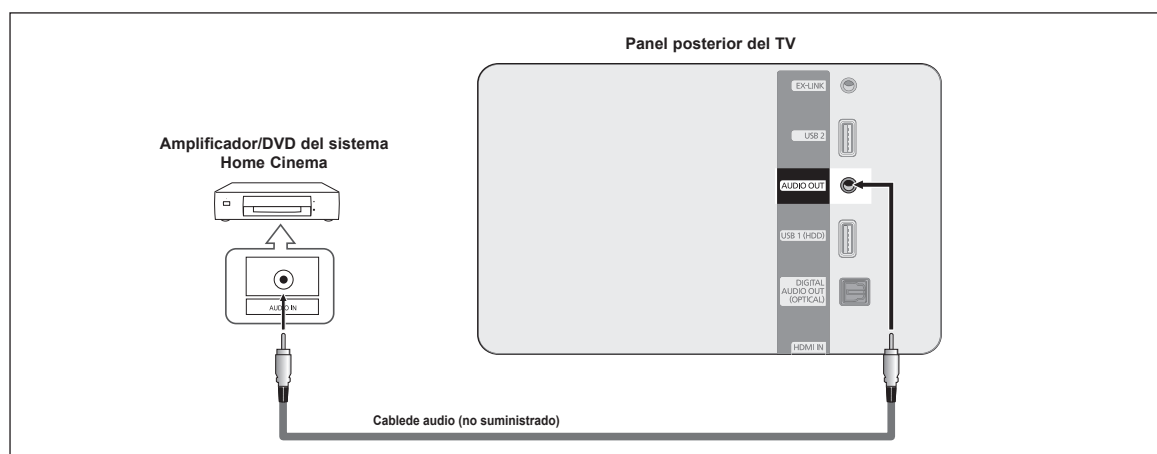 Panel posterior del TV
EX-LINK
USB 2
Amplificador/DVD del sistema
Home Cinema
AUDIO OUT
USB 1 (HDD)
DIGITAL
AUDIO OUT
(OPTICAL)
AUDIO IN
HDMI IN
Cablede audio (no suministrado)